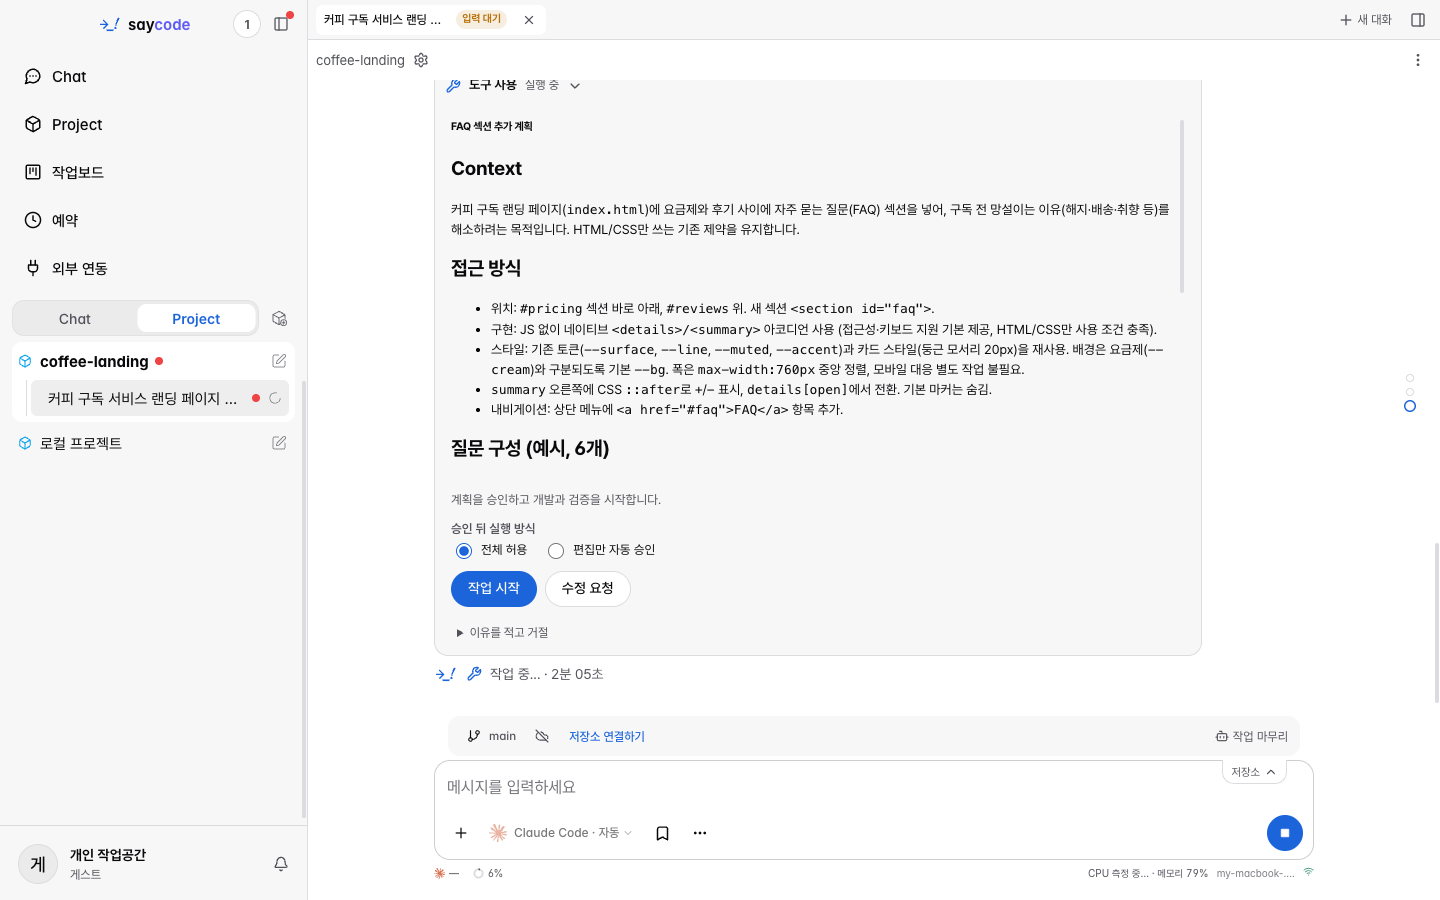 saycode
1
Chat
Project
작업보드
예약
외부 연동
Chat
Project
coffee-landing
커피 구독 서비스 랜딩 페이지 ...
로컬 프로젝트
게
개인 작업공간
게스트
커피 구독 서비스 랜딩 ...
입력 대기
새 대화
coffee-landing
도구 사용 실행 중
FAQ 섹션 추가 계획
Context
커피 구독 랜딩 페이지(index.html)에 요금제와 후기 사이에 자주 묻는 질문(FAQ) 섹션을 넣어, 구독 전 망설이는 이유(해지·배송·취향 등)를
해소하려는 목적입니다. HTML/CSS만 쓰는 기존 제약을 유지합니다.
접근 방식
• 위치: #pricing 섹션 바로 아래, #reviews 위. 새 섹션 <section id="faq">.
• 구현: JS 없이 네이티브 <details>/<summary> 아코디언 사용 (접근성·키보드 지원 기본 제공, HTML/CSS만 사용 조건 충족).
• 스타일: 기존 토큰(--surface, --line, --muted, --accent)과 카드 스타일(둥근 모서리 20px)을 재사용. 배경은 요금제(--
cream)와 구분되도록 기본 --bg. 폭은 max-width:760px 중앙 정렬, 모바일 대응 별도 작업 불필요.
• summary 오른쪽에 CSS ::after로 +/− 표시, details[open]에서 전환. 기본 마커는 숨김.
• 내비게이션: 상단 메뉴에 <a href="#faq">FAQ</a> 항목 추가.
질문 구성 (예시, 6개)
계획을 승인하고 개발과 검증을 시작합니다.
승인 뒤 실행 방식
전체 허용
편집만 자동 승인
작업 시작
수정 요청
▶ 이유를 적고 거절
작업 중... · 2분 05초
main
저장소 연결하기
작업 마무리
저장소
메시지를 입력하세요
Claude Code · 자동
—
6%
CPU 측정 중... · 메모리 79%
my-macbook-....